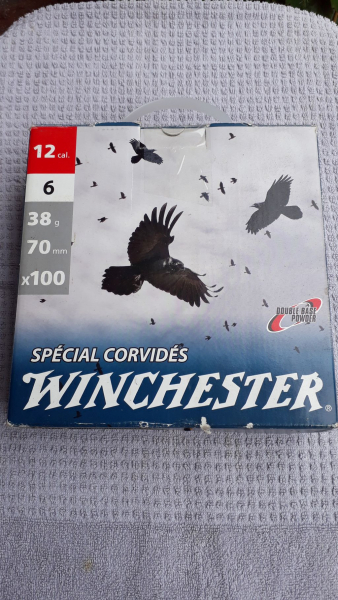 12 cal.
6
38 g
70 mm
x100
DOUBLE BASE
POWDER
SPÉCIAL CORVIDÉS
WINCHESTER®